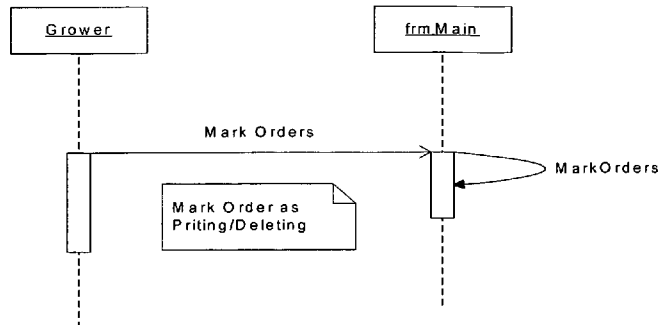 Grower
frmMain
Mark Orders
MarkOrders
Mark Order as
Priting/Deleting